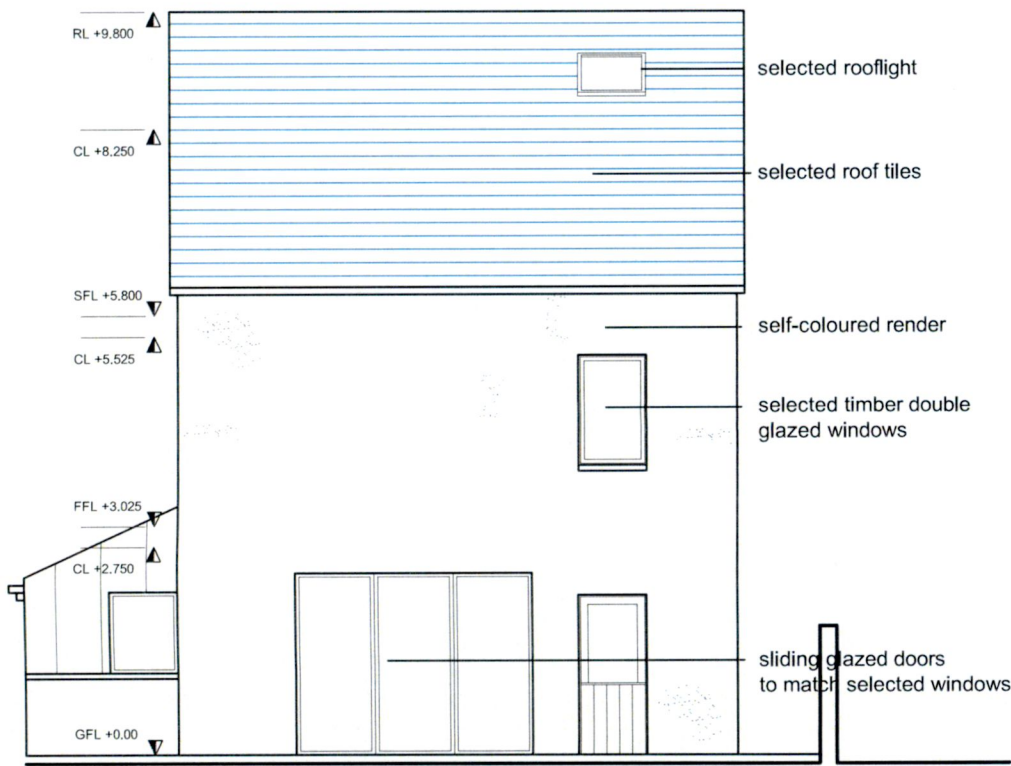 RL +9.800
selected rooflight
CL +8.250
selected roof tiles
SFL +5.800
self-coloured render
CL +5.525
selected timber double
glazed windows
FFL +3.025
CL +2.750
sliding glazed doors
to match selected windows
GFL +0.00